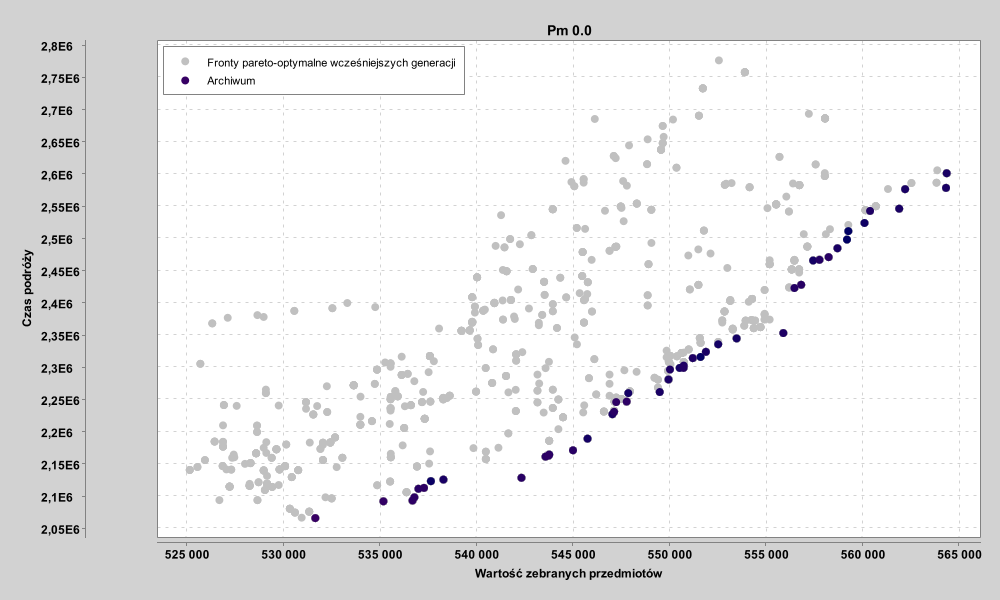 Pm 0.0
Fronty pareto-optymalne wcześniejszych generacji
Archiwum
2,8E6
2,75E6
2,7E6
2,65E6
2,6E6
2,55E6
2,5E6
2,45E6
2,4E6
2,35E6
2,3E6
2,25E6
2,2E6
2,15E6
2,1E6
2,05E6
Czas podróży
525 000 530 000 535 000 540 000 545 000 550 000 555 000 560 000 565 000
Wartość zebranych przedmiotów